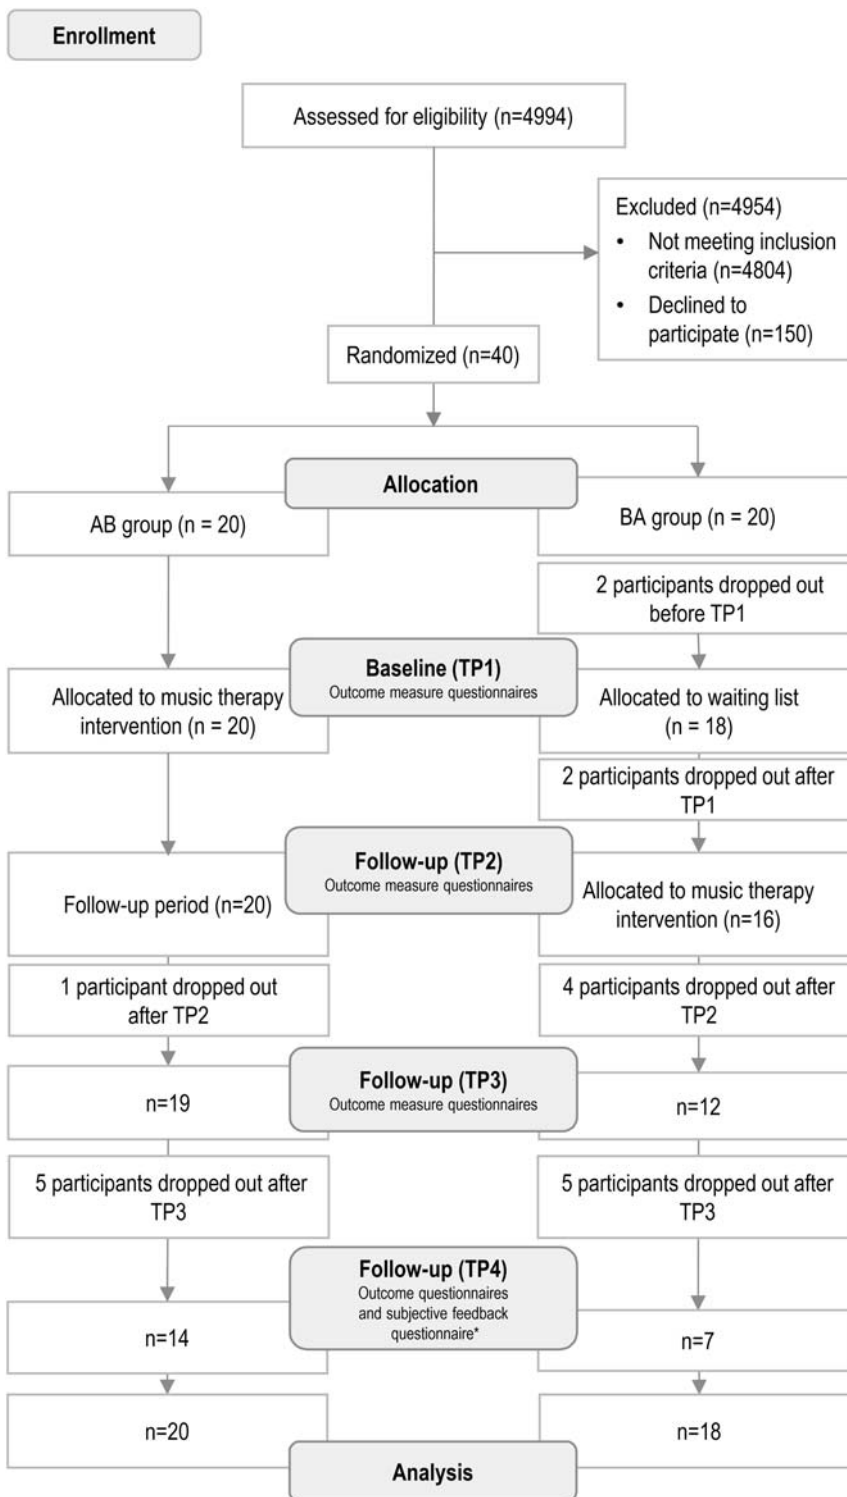 Enrollment
Assessed for eligibility (n=4994)
Excluded (n=4954)
• Not meeting inclusion
criteria (n=4804)
• Declined to
participate (n=150)
Randomized (n=40)
Allocation
AB group (n = 20)
BA group (n = 20)
2 participants dropped out
before TP1
Baseline (TP1)
Outcome measure questionnaires
Allocated to music therapy
intervention (n = 20)
Allocated to waiting list
(n = 18)
2 participants dropped out after
TP1
Follow-up (TP2)
Outcome measure questionnaires
Follow-up period (n=20)
Allocated to music therapy
intervention (n=16)
1 participant dropped out
after TP2
4 participants dropped out after
TP2
Follow-up (TP3)
Outcome measure questionnaires
n=19
n=12
5 participants dropped out after
TP3
5 participants dropped out after
TP3
Follow-up (TP4)
Outcome questionnaires
and subjective feedback
questionnaire*
n=14
n=7
n=20
n=18
Analysis